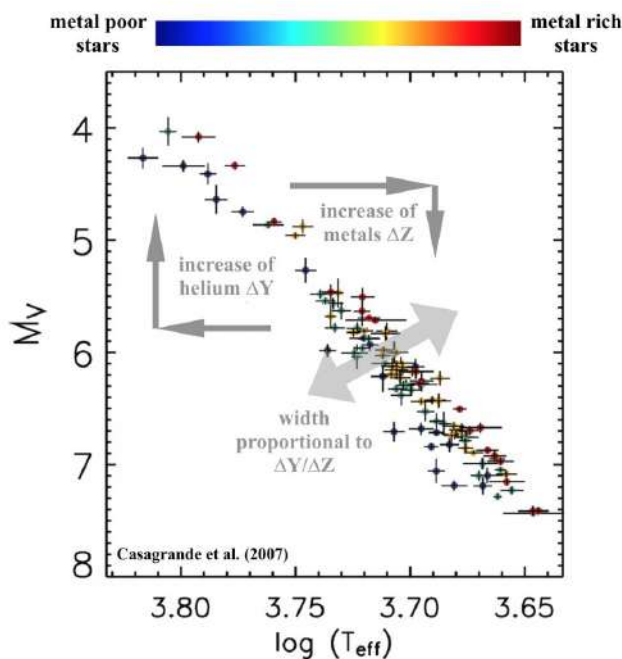 metal poor stars
metal rich stars
4
5
6
7
8
Mv
increase of
metals ΔZ
increase of
helium ΔY
width
proportional to
ΔY/ΔZ
Casagrande et al. (2007)
3.80 3.75 3.70 3.65
log (Teff)